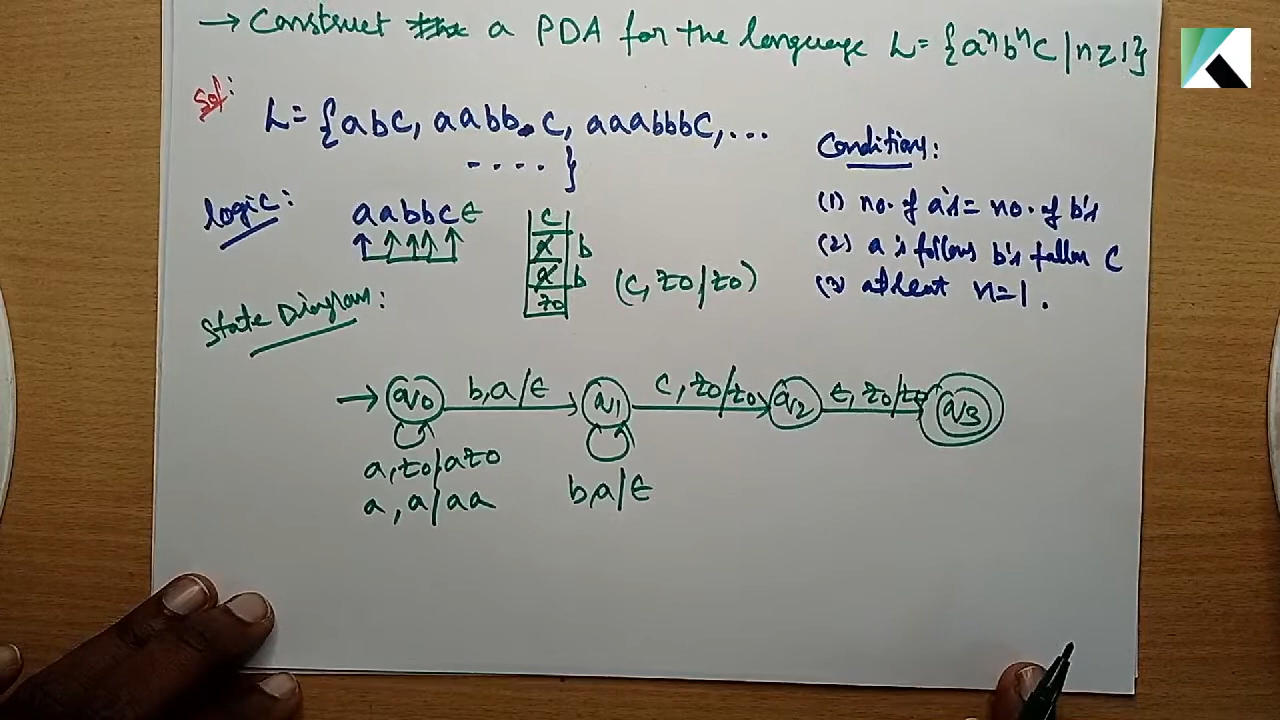 → Construct a PDA for the language L = {aⁿbⁿc | n≥1}
Sol:
L = {abc, aabb c, aaabbbc, ...
- . . . . }
Conditions:
(1) no. of a's = no. of b's
(2) a's follows b's follow c
(3) atleast n=1.
logic: aabbcε
c
a b
a b
z0
(c, z0/z0)
State Diagram:
→ q0 b,a/ε q1 c, z0/z0 q2 ε, z0/z0 q3
a, z0/az0
a, a/aa
b,a/ε